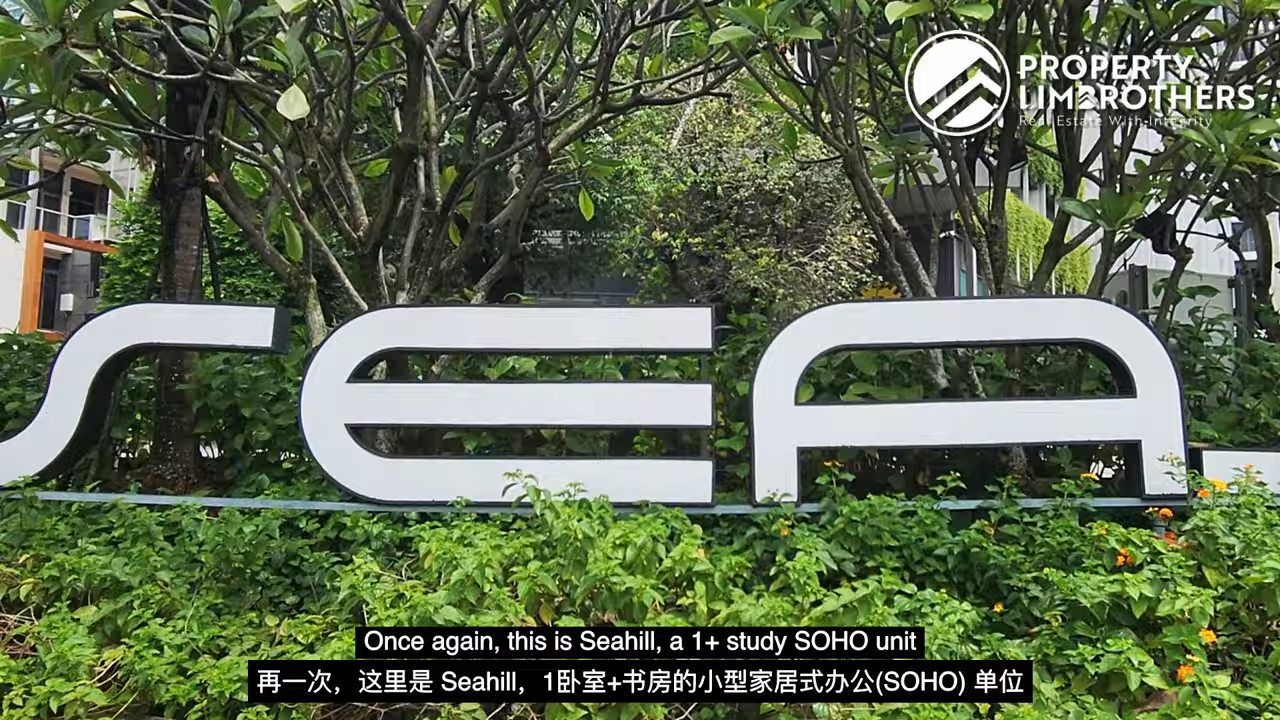 PROPERTY
LIMBROTHERS
Real Estate With Integrity
SEA
Once again, this is Seahill, a 1+ study SOHO unit
再一次，这里是 Seahill，1卧室+书房的小型家居式办公(SOHO) 单位